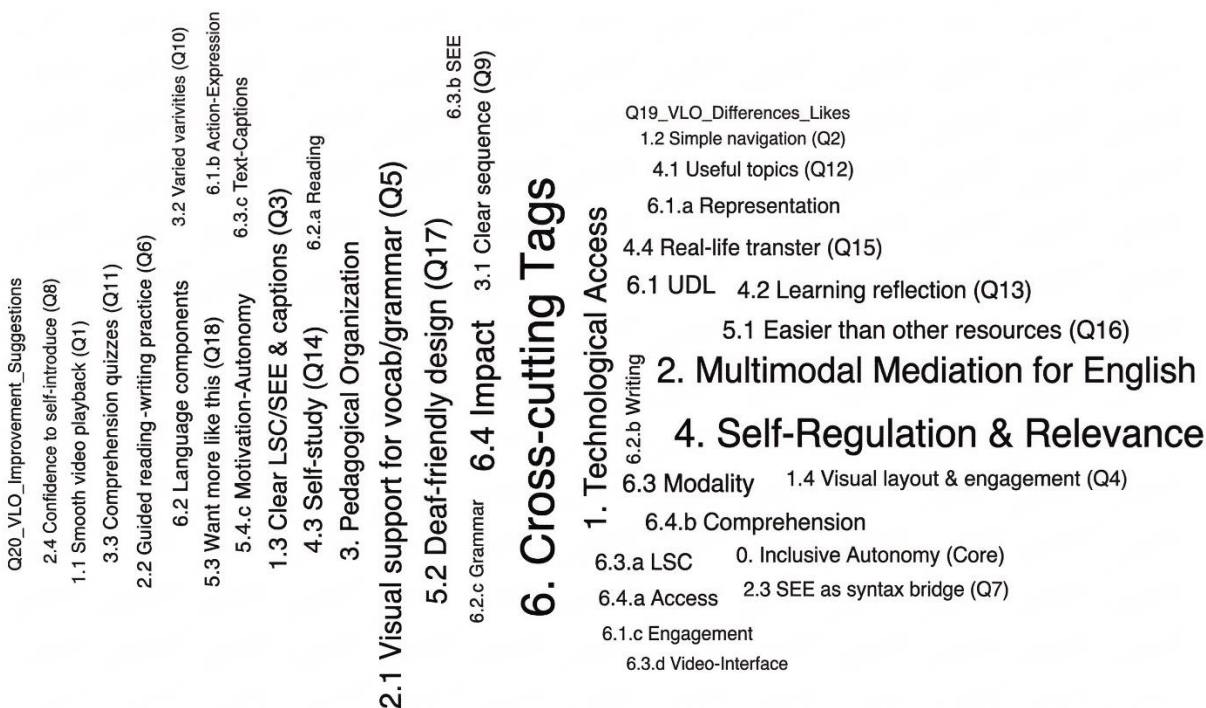 Q20_VLO_Improvement_Suggestions
2.4 Confidence to self-introduce (Q8)
1.1 Smooth video playback (Q1)
3.3 Comprehension quizzes (Q11)
2.2 Guided reading-writing practice (Q6)
3.2 Varied varivities (Q10)
6.2 Language components
6.1.b Action-Expression
5.3 Want more like this (Q18)
6.3.c Text-Captions
5.4.c Motivation-Autonomy
1.3 Clear LSC/SEE & captions (Q3)
6.2.a Reading
4.3 Self-study (Q14)
3. Pedagogical Organization
2.1 Visual support for vocab/grammar (Q5)
5.2 Deaf-friendly design (Q17)
6.3.b SEE
3.1 Clear sequence (Q9)
6.4 Impact
6.2.c Grammar
6. Cross-cutting Tags
1. Technological Access
Q19_VLO_Differences_Likes
1.2 Simple navigation (Q2)
4.1 Useful topics (Q12)
6.1.a Representation
4.4 Real-life transter (Q15)
6.1 UDL
4.2 Learning reflection (Q13)
5.1 Easier than other resources (Q16)
6.2.b Writing
2. Multimodal Mediation for English
4. Self-Regulation & Relevance
6.3 Modality
1.4 Visual layout & engagement (Q4)
6.4.b Comprehension
6.3.a LSC
0. Inclusive Autonomy (Core)
6.4.a Access
2.3 SEE as syntax bridge (Q7)
6.1.c Engagement
6.3.d Video-Interface